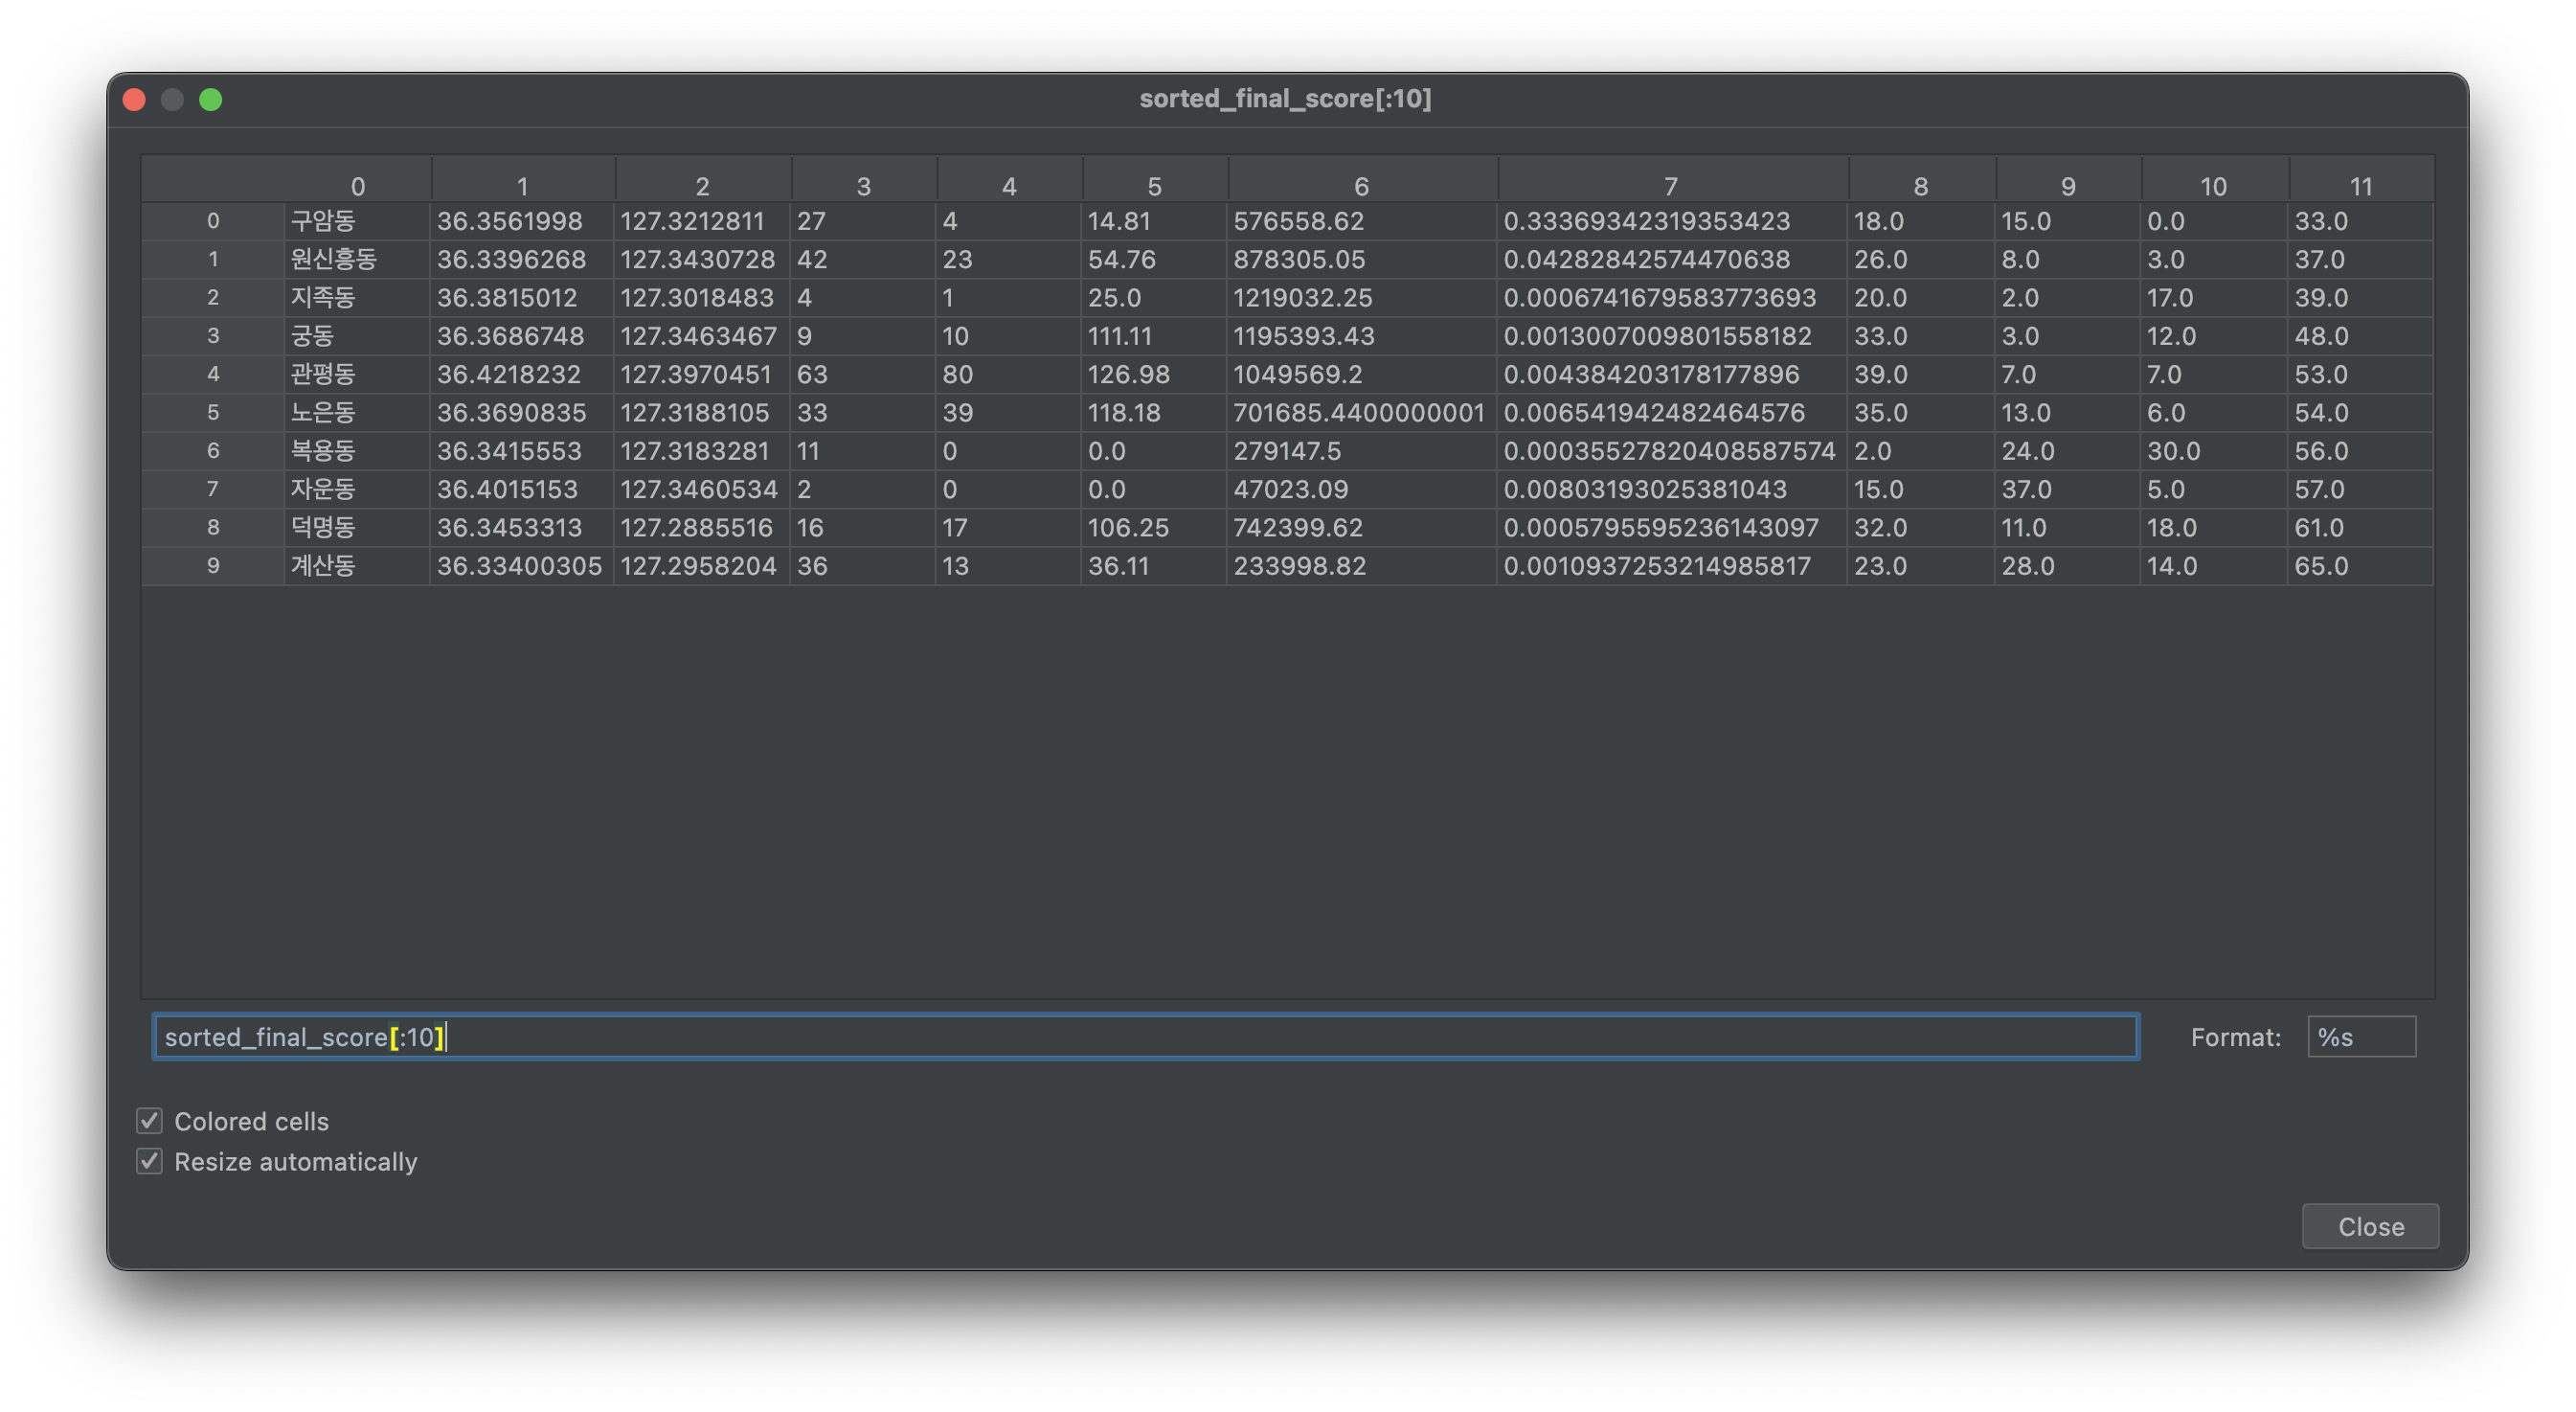 sorted_final_score[:10]
0 1 2 3 4 5 6 7 8 9 10 11
0 구암동 36.3561998 127.3212811 27 4 14.81 576558.62 0.33369342319353423 18.0 15.0 0.0 33.0
1 원신흥동 36.3396268 127.3430728 42 23 54.76 878305.05 0.04282842574470638 26.0 8.0 3.0 37.0
2 지족동 36.3815012 127.3018483 4 1 25.0 1219032.25 0.0006741679583773693 20.0 2.0 17.0 39.0
3 궁동 36.3686748 127.3463467 9 10 111.11 1195393.43 0.0013007009801558182 33.0 3.0 12.0 48.0
4 관평동 36.4218232 127.3970451 63 80 126.98 1049569.2 0.004384203178177896 39.0 7.0 7.0 53.0
5 노은동 36.3690835 127.3188105 33 39 118.18 701685.4400000001 0.006541942482464576 35.0 13.0 6.0 54.0
6 복용동 36.3415553 127.3183281 11 0 0.0 279147.5 0.00035527820408587574 2.0 24.0 30.0 56.0
7 자운동 36.4015153 127.3460534 2 0 0.0 47023.09 0.00803193025381043 15.0 37.0 5.0 57.0
8 덕명동 36.3453313 127.2885516 16 17 106.25 742399.62 0.0005795595236143097 32.0 11.0 18.0 61.0
9 계산동 36.33400305 127.2958204 36 13 36.11 233998.82 0.0010937253214985817 23.0 28.0 14.0 65.0
sorted_final_score[:10] Format: %s
Colored cells
Resize automatically
Close